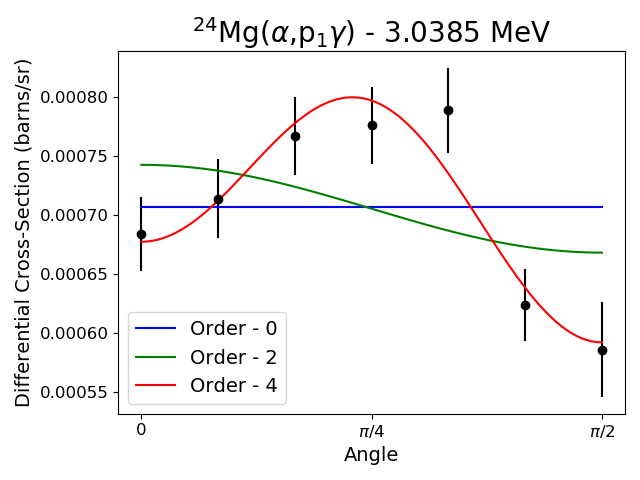 ²⁴Mg(α,p₁γ) - 3.0385 MeV
Differential Cross-Section (barns/sr)
0.00080
0.00075
0.00070
0.00065
0.00060
0.00055
Order - 0
Order - 2
Order - 4
0 π/4 π/2
Angle